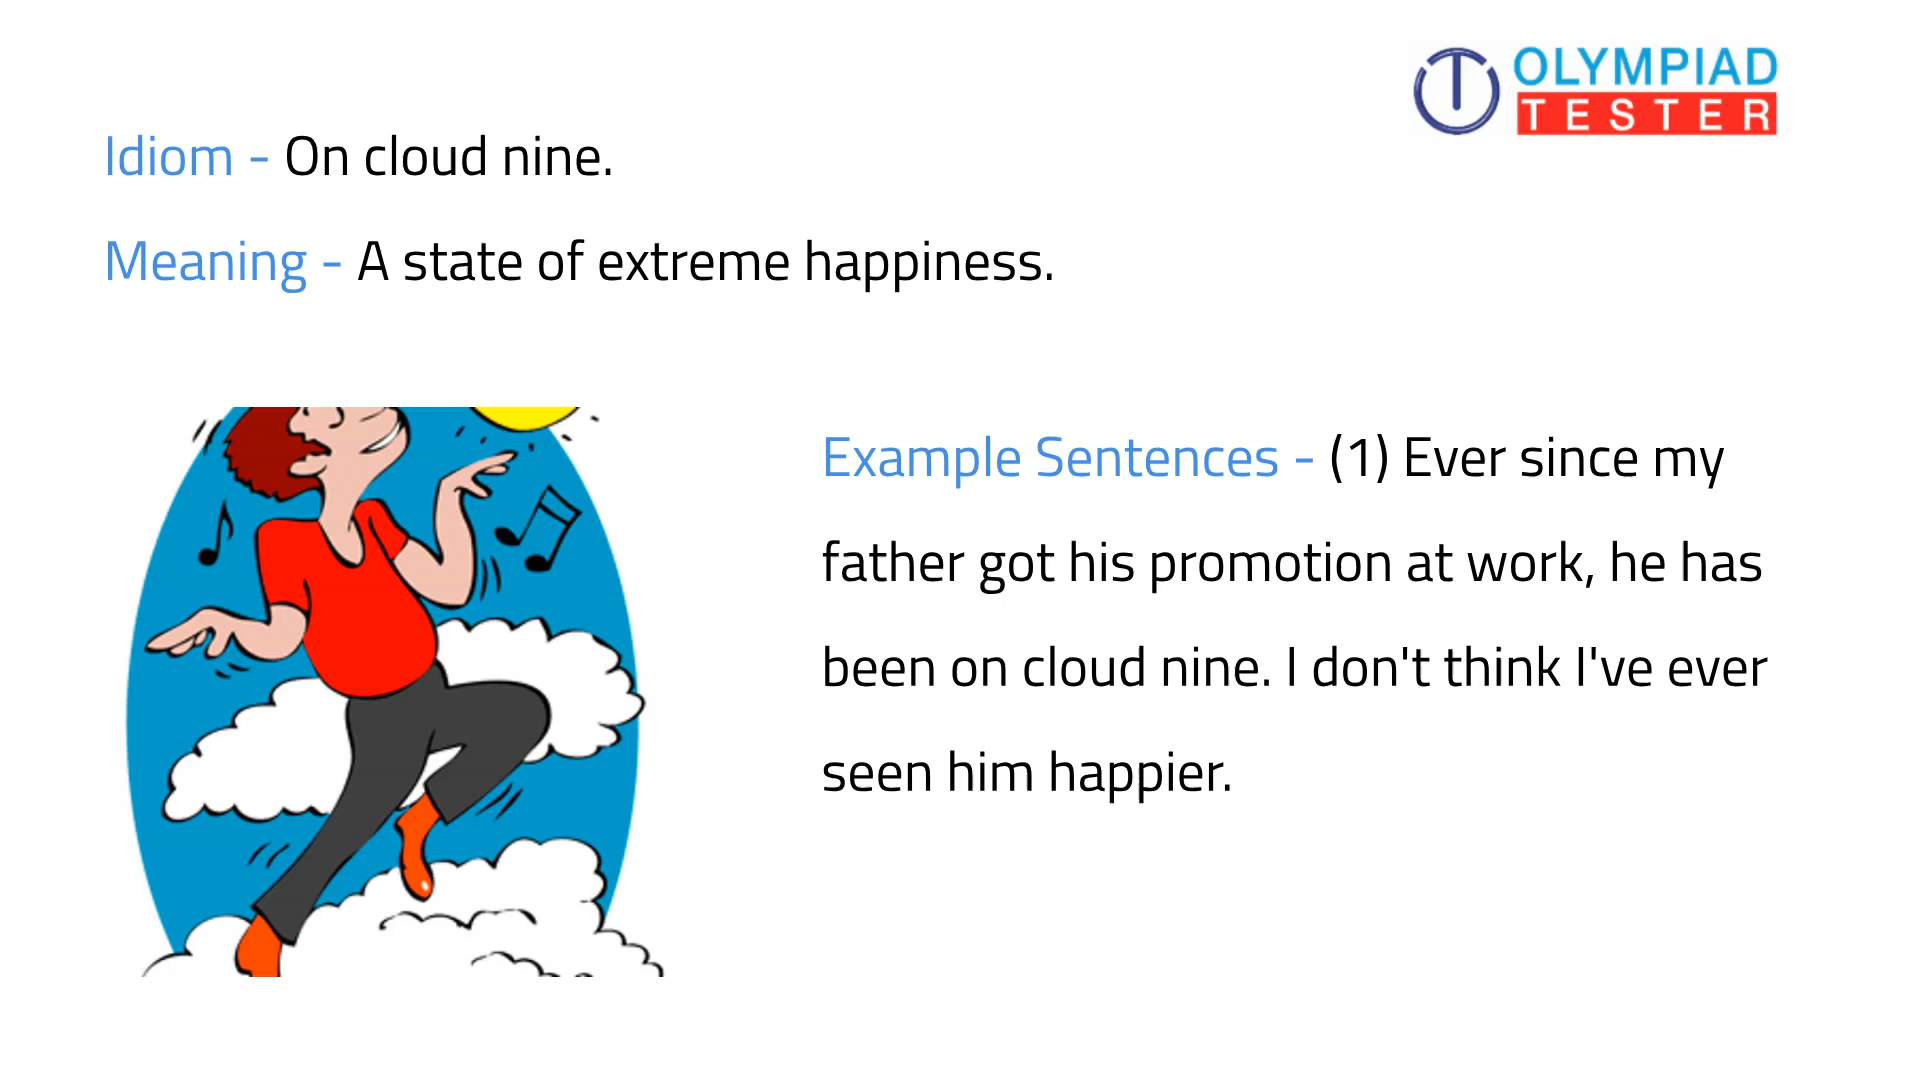 OLYMPIAD
TESTER
Idiom - On cloud nine.
Meaning - A state of extreme happiness.
Example Sentences - (1) Ever since my
father got his promotion at work, he has
been on cloud nine. I don't think I've ever
seen him happier.